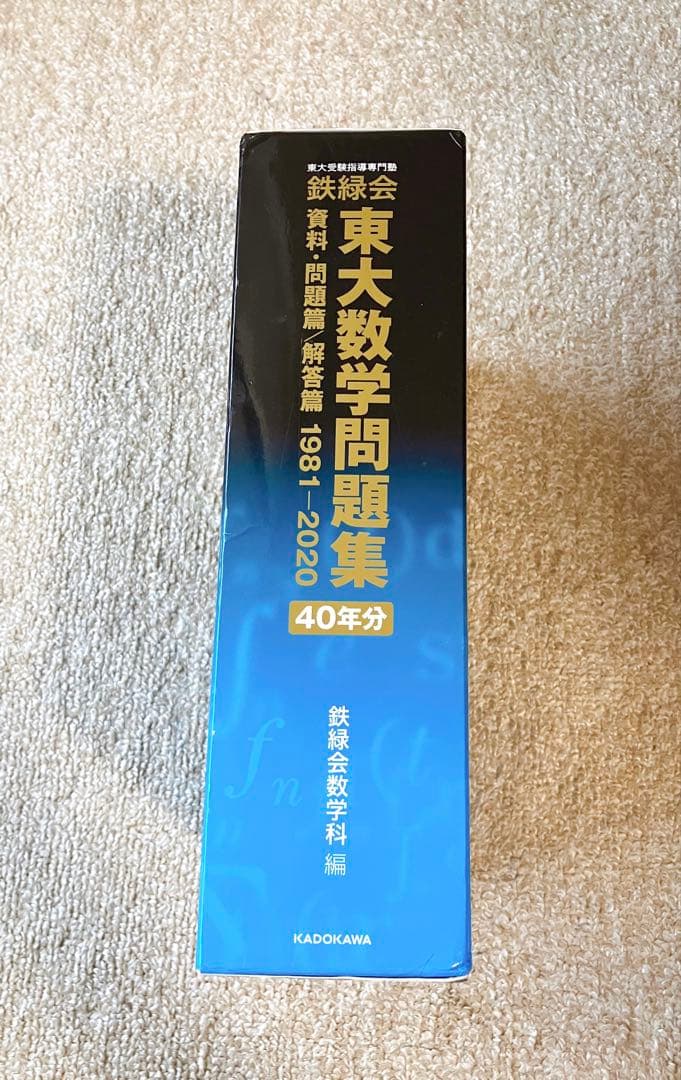 東大受験指導専門塾
鉄緑会
東大数学問題集
資料・問題篇/解答篇 1981-2020
40年分
鉄緑会数学科 編
KADOKAWA